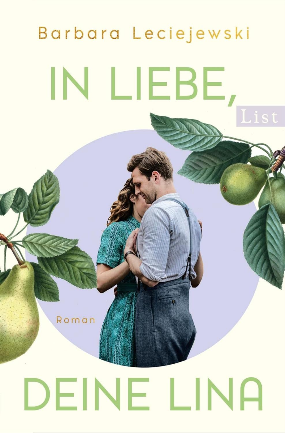 Barbara Leciejewski
IN LIEBE,
List
Roman
DEINE LINA